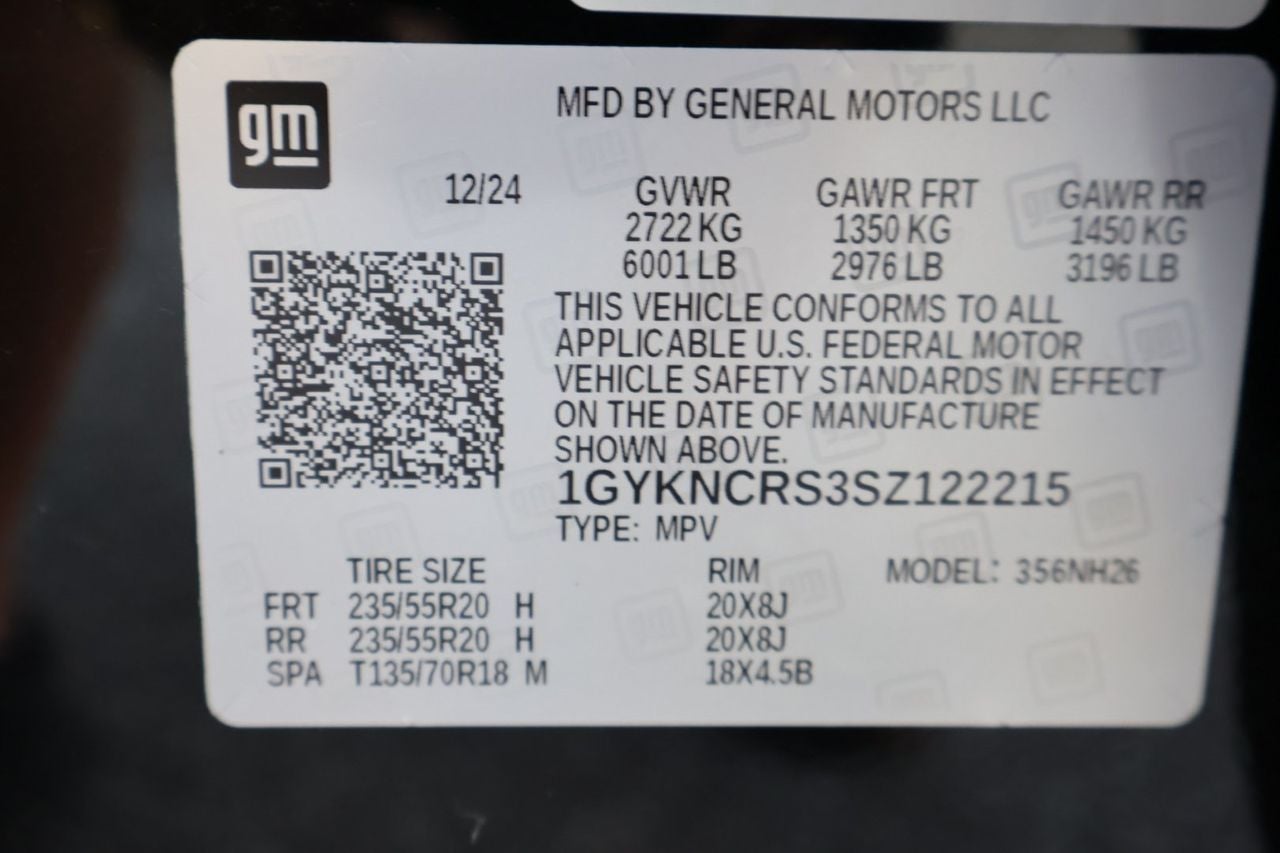 gm
MFD BY GENERAL MOTORS LLC
12/24 GVWR GAWR FRT GAWR RR
2722 KG 1350 KG 1450 KG
6001 LB 2976 LB 3196 LB
THIS VEHICLE CONFORMS TO ALL
APPLICABLE U.S. FEDERAL MOTOR
VEHICLE SAFETY STANDARDS IN EFFECT
ON THE DATE OF MANUFACTURE
SHOWN ABOVE.
1GYKNCRS3SZ122215
TYPE: MPV
TIRE SIZE RIM MODEL: 356NH26
FRT 235/55R20 H 20X8J
RR 235/55R20 H 20X8J
SPA T135/70R18 M 18X4.5B